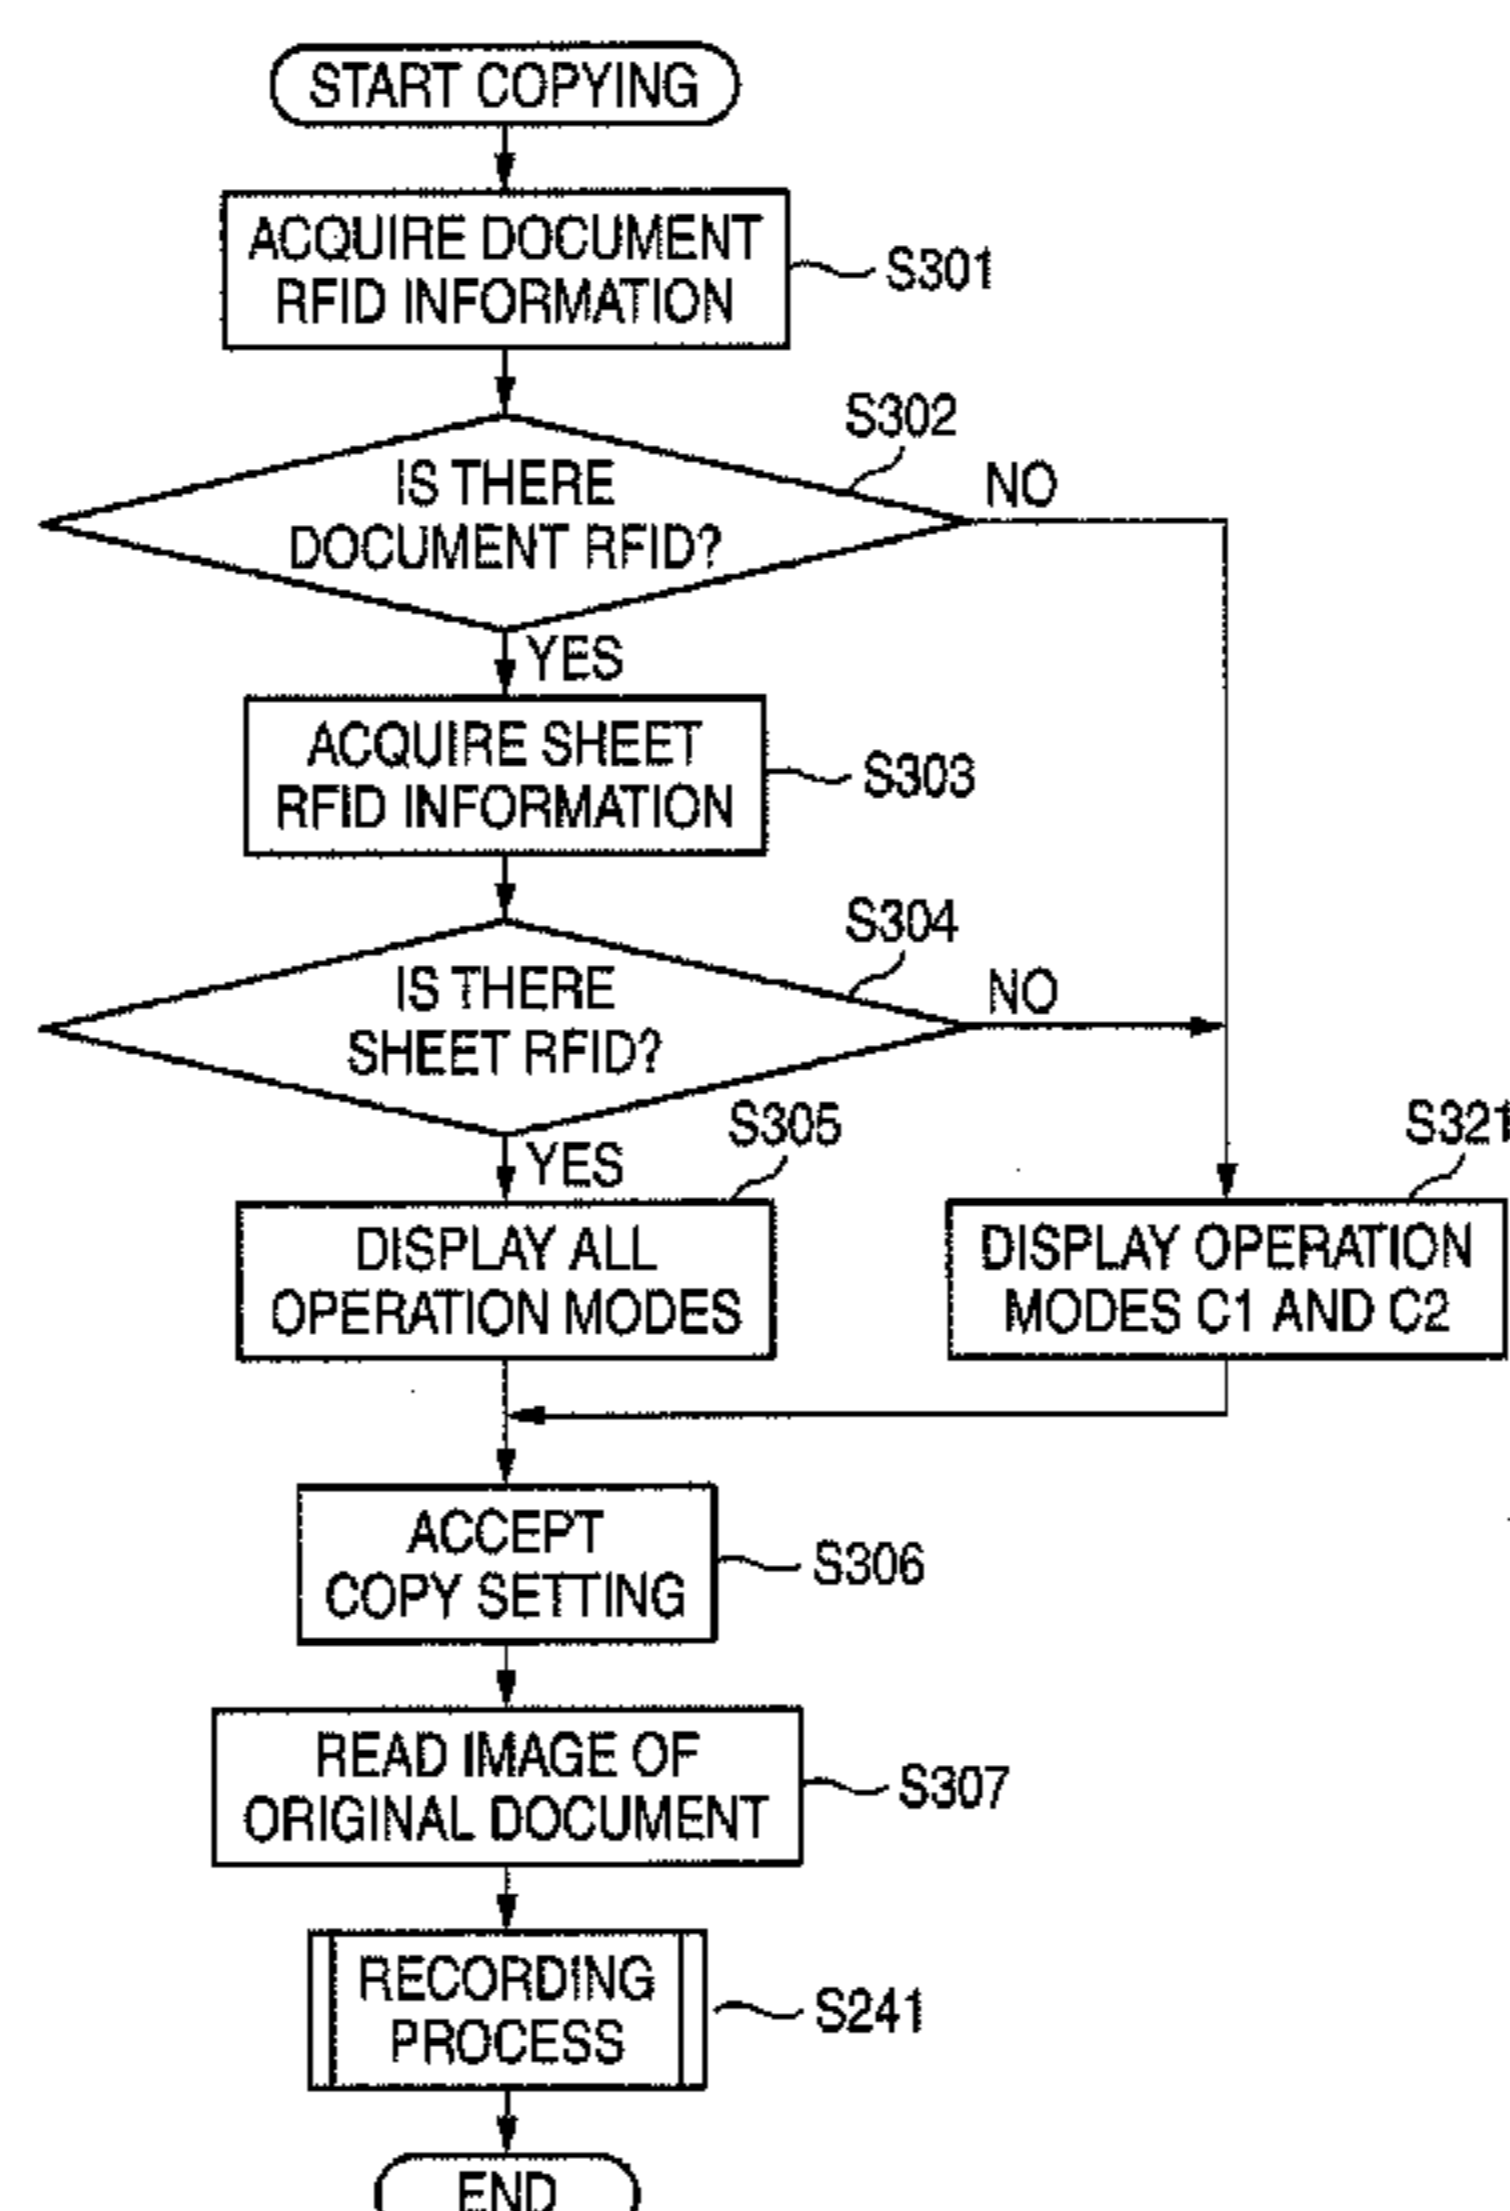 START COPYING
ACQUIRE DOCUMENT
RFID INFORMATION
S301
S302
IS THERE
DOCUMENT RFID?
NO
YES
ACQUIRE SHEET
RFID INFORMATION
S303
S304
IS THERE
SHEET RFID?
NO
YES
S305
DISPLAY ALL
OPERATION MODES
S321
DISPLAY OPERATION
MODES C1 AND C2
ACCEPT
COPY SETTING
S306
READ IMAGE OF
ORIGINAL DOCUMENT
S307
RECORDING
PROCESS
S241
END